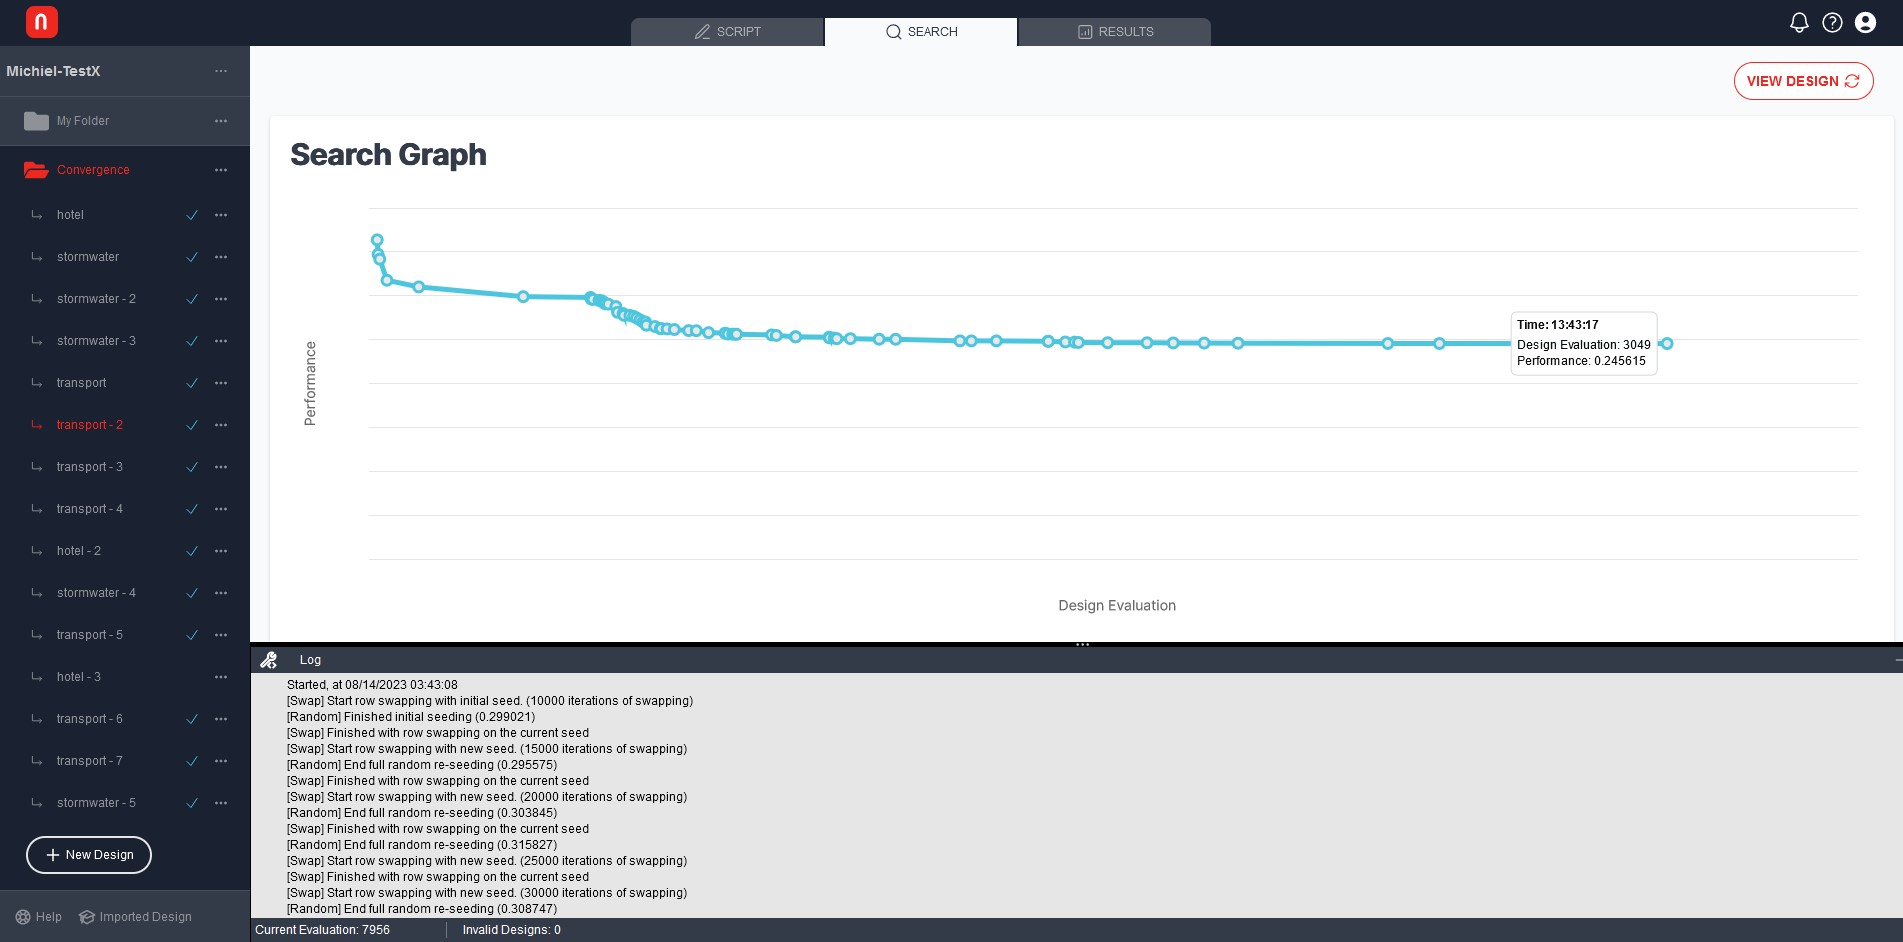 n
SCRIPT
SEARCH
RESULTS
Michiel-TestX
VIEW DESIGN
My Folder
Convergence
hotel
stormwater
stormwater - 2
stormwater - 3
transport
transport - 2
transport - 3
transport - 4
hotel - 2
stormwater - 4
transport - 5
hotel - 3
transport - 6
transport - 7
stormwater - 5
New Design
Help
Imported Design
Search Graph
Performance
Time: 13:43:17
Design Evaluation: 3049
Performance: 0.245615
Design Evaluation
Log
Started, at 08/14/2023 03:43:08
[Swap] Start row swapping with initial seed. (10000 iterations of swapping)
[Random] Finished initial seeding (0.299021)
[Swap] Finished with row swapping on the current seed
[Swap] Start row swapping with new seed. (15000 iterations of swapping)
[Random] End full random re-seeding (0.295575)
[Swap] Finished with row swapping on the current seed
[Swap] Start row swapping with new seed. (20000 iterations of swapping)
[Random] End full random re-seeding (0.303845)
[Swap] Finished with row swapping on the current seed
[Random] End full random re-seeding (0.315827)
[Swap] Start row swapping with new seed. (25000 iterations of swapping)
[Swap] Finished with row swapping on the current seed
[Swap] Start row swapping with new seed. (30000 iterations of swapping)
[Random] End full random re-seeding (0.308747)
Current Evaluation: 7956
Invalid Designs: 0